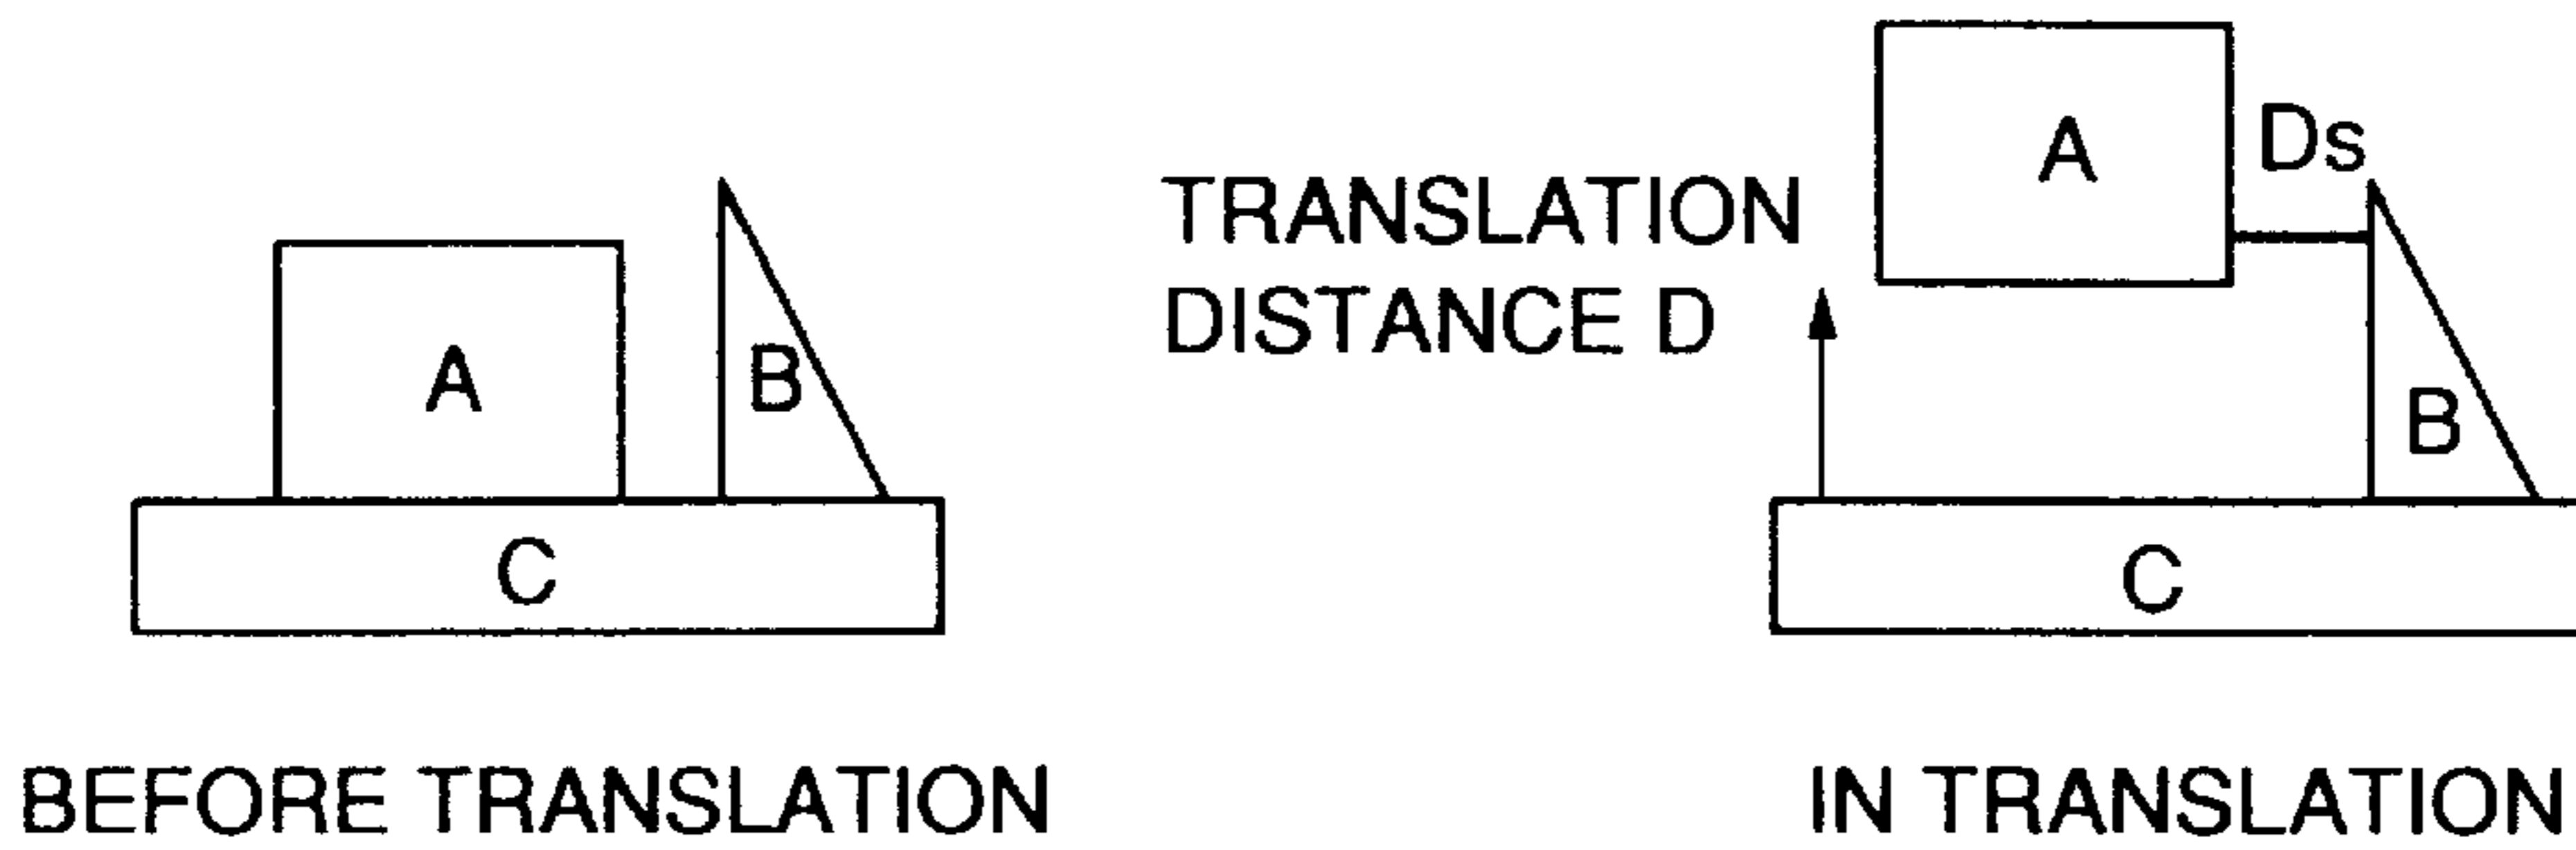 A
B
C
BEFORE TRANSLATION
TRANSLATION
DISTANCE D
A
Ds
B
C
IN TRANSLATION